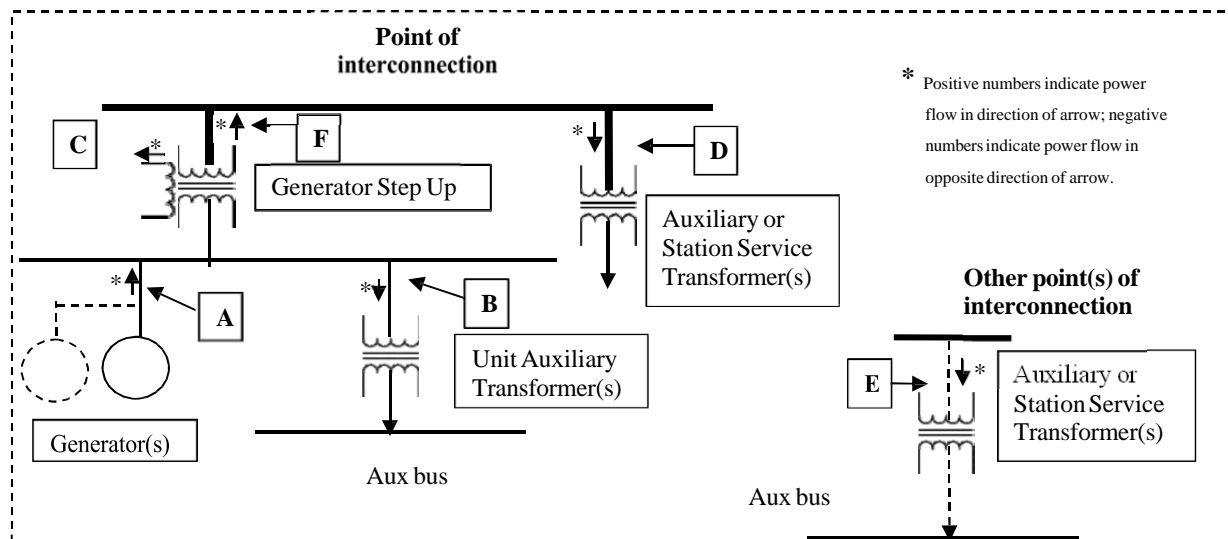 Point of
interconnection
* Positive numbers indicate power
flow in direction of arrow; negative
numbers indicate power flow in
opposite direction of arrow.
C
*
*
F
*
D
Generator Step Up
Auxiliary or
Station Service
Transformer(s)
*
A
*
B
Unit Auxiliary
Transformer(s)
Generator(s)
Aux bus
Other point(s) of
interconnection
E
*
Auxiliary or
Station Service
Transformer(s)
Aux bus